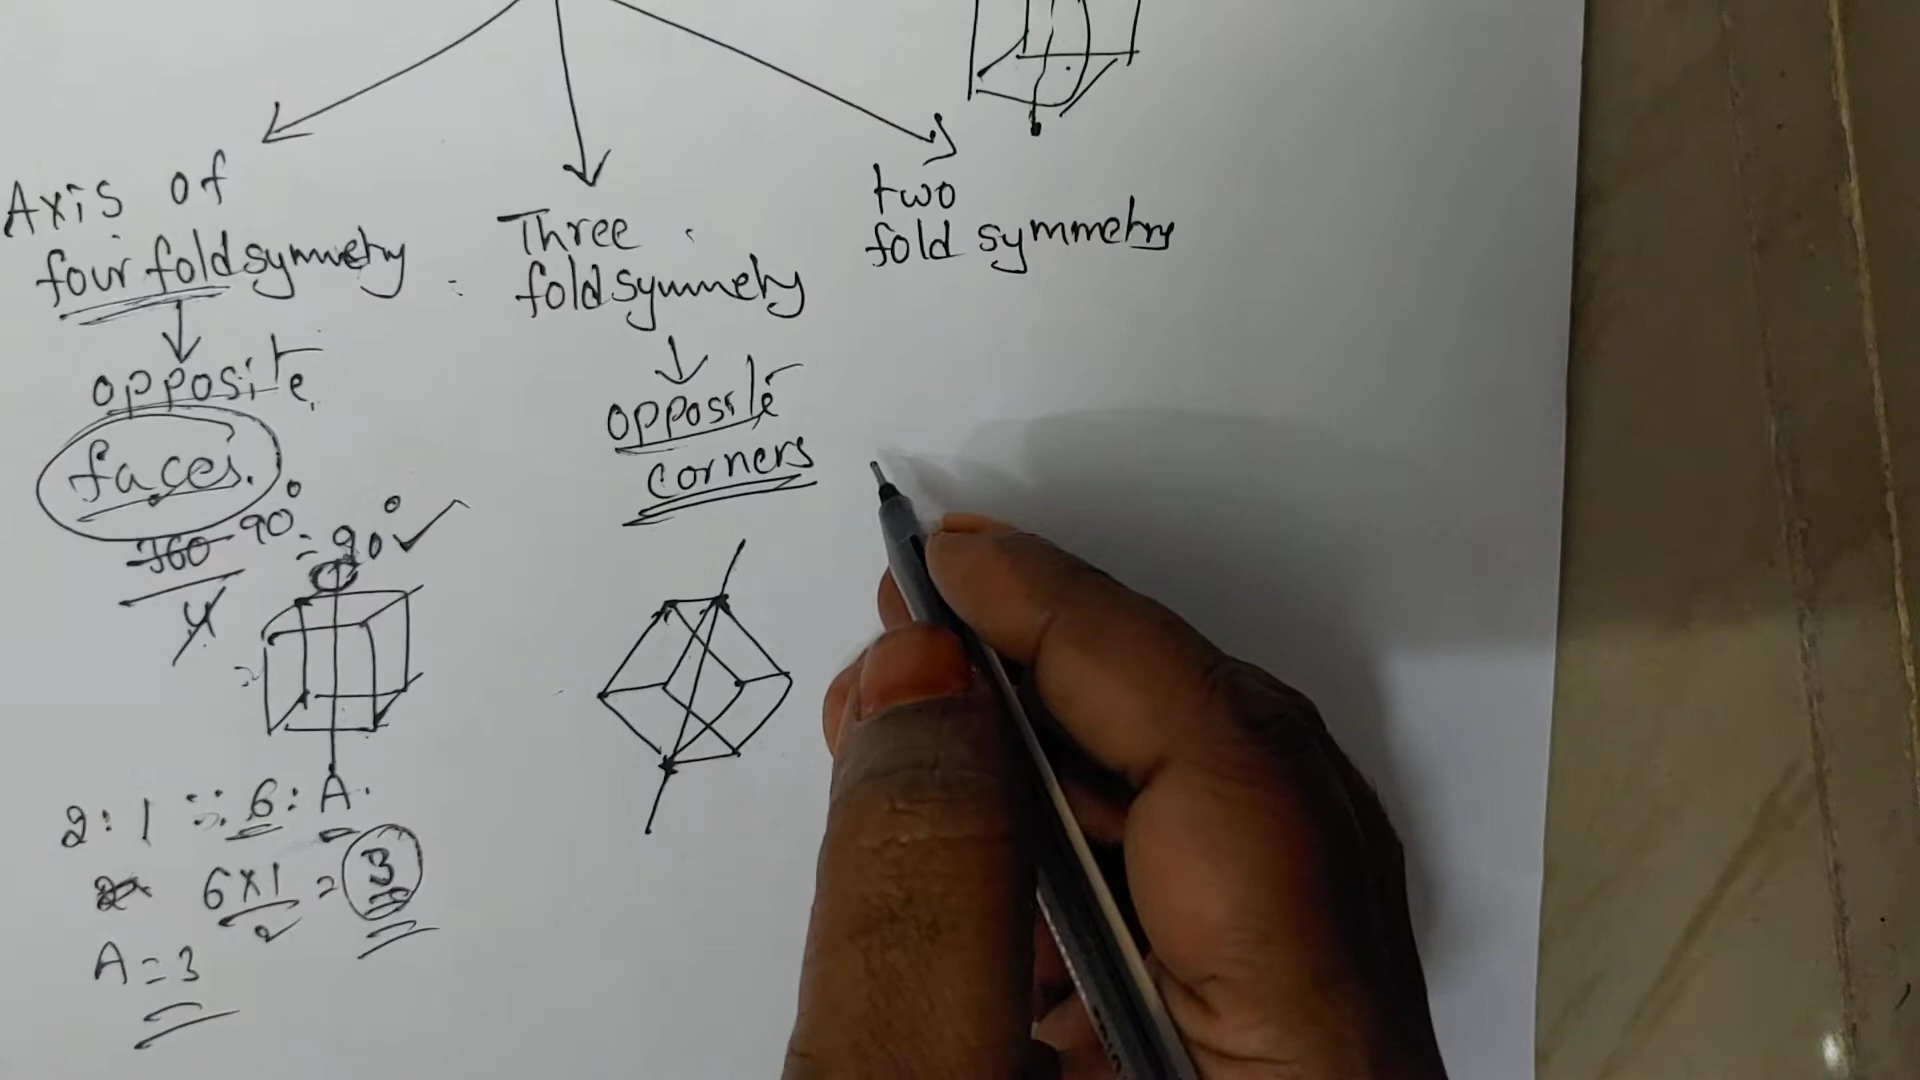 Axis of
four fold symmetry
opposite
faces.
360 90° = 90°
4
2 : 1 :: 6 : A.
6×1 = 3
2
A = 3
Three
fold symmetry
opposite
corners
two
fold symmetry